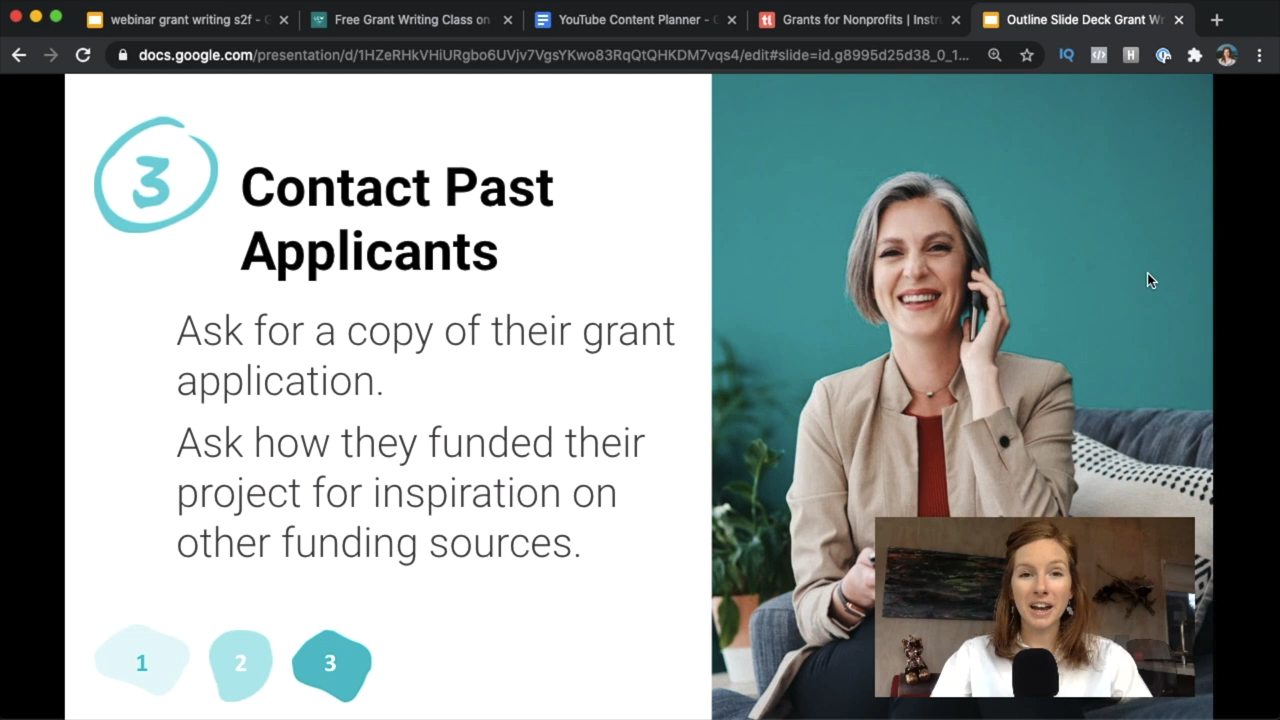 webinar grant writing s2f - G
Free Grant Writing Class on
YouTube Content Planner - G
Grants for Nonprofits | Instr
Outline Slide Deck Grant Wr
docs.google.com/presentation/d/1HZeRHkVHiURgbo6UVjv7VgsYKwo83RqQtQHKDM7vqs4/edit#slide=id.g8995d25d38_0_1...
IQ
H
3
Contact Past
Applicants
Ask for a copy of their grant
application.
Ask how they funded their
project for inspiration on
other funding sources.
1
2
3